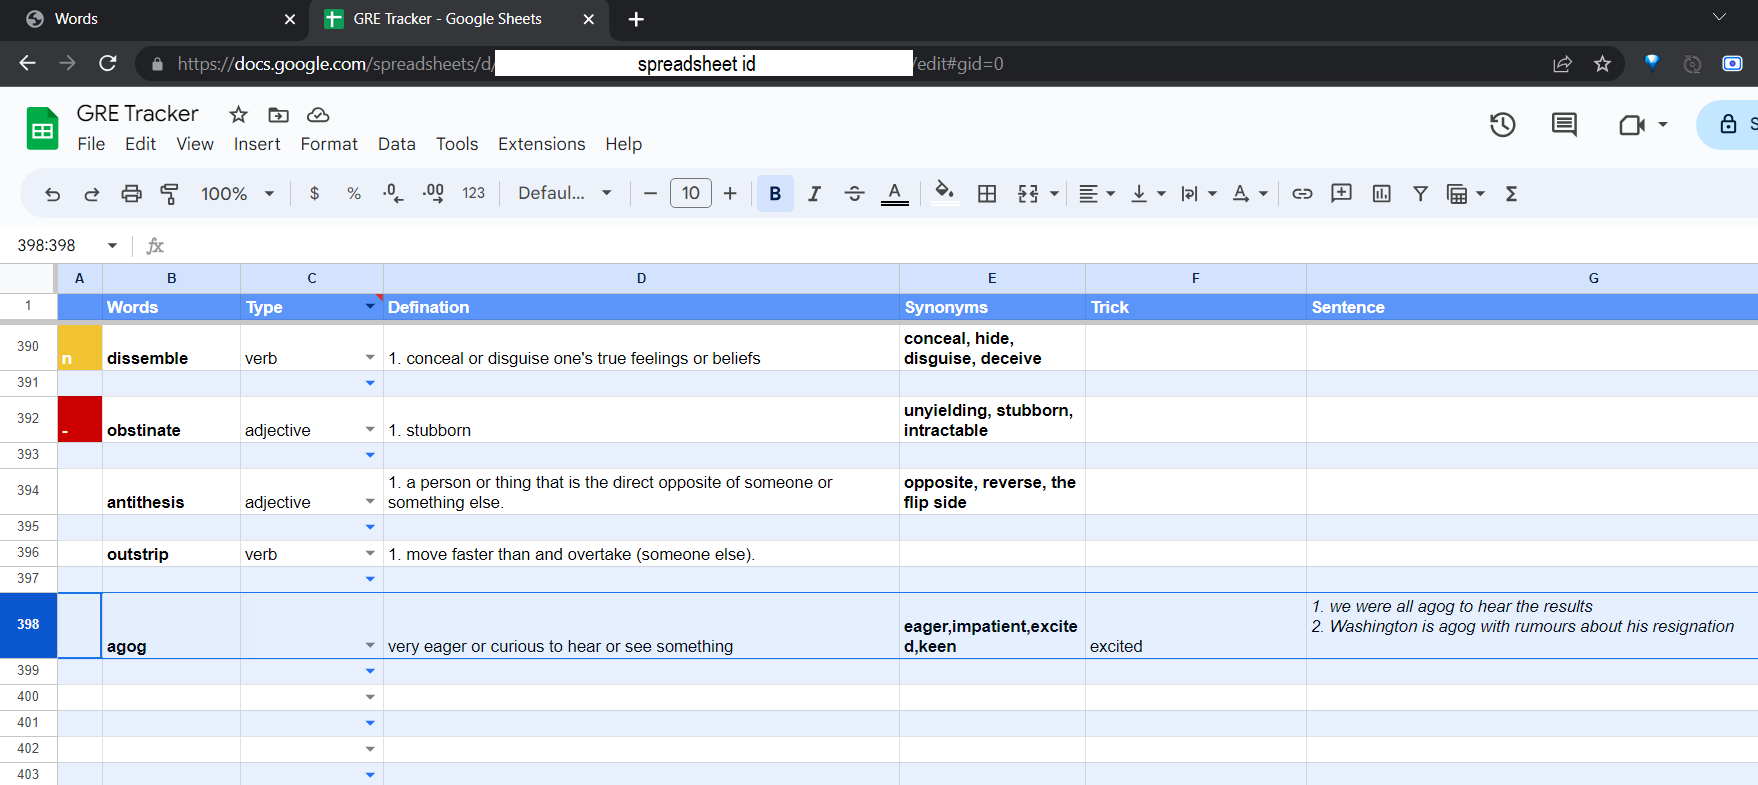 Words
GRE Tracker - Google Sheets
https://docs.google.com/spreadsheets/d/ spreadsheet id /edit#gid=0
GRE Tracker
File Edit View Insert Format Data Tools Extensions Help
100% $ % .0 .00 123 Defaul... 10 B I A
398:398 fx
A B C D E F G
1 Words Type Defination Synonyms Trick Sentence
390 n dissemble verb 1. conceal or disguise one's true feelings or beliefs conceal, hide,
disguise, deceive
391
392 - obstinate adjective 1. stubborn unyielding, stubborn,
intractable
393
394 antithesis adjective 1. a person or thing that is the direct opposite of someone or
something else. opposite, reverse, the
flip side
395
396 outstrip verb 1. move faster than and overtake (someone else).
397
398 agog very eager or curious to hear or see something eager,impatient,excite
d,keen excited 1. we were all agog to hear the results
2. Washington is agog with rumours about his resignation
399
400
401
402
403